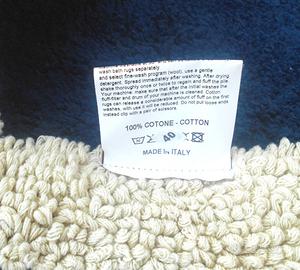 wash bath rugs separately
and select fine-wash program (wool). use a gentle
detergent. Spread immediately after washing. After drying
shake thoroughly once or twice to regain and fluff the pile
Your machine. make sure that after the initial washes the
fluff-filter and drum of your machine is cleaned. Cotton
rugs can release a considerable amount of fluff on the first
with, use it will be reduced. Do not pull loose ends
instead clip with a pair of scissors.
100% COTONE - COTTON
40
MADE IN ITALY